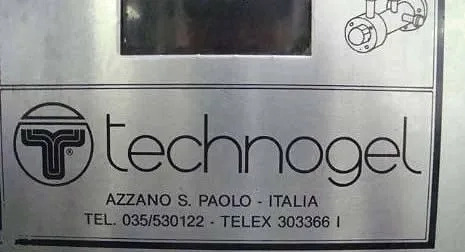 T® technogel
AZZANO S. PAOLO - ITALIA
TEL. 035/530122 - TELEX 303366 I